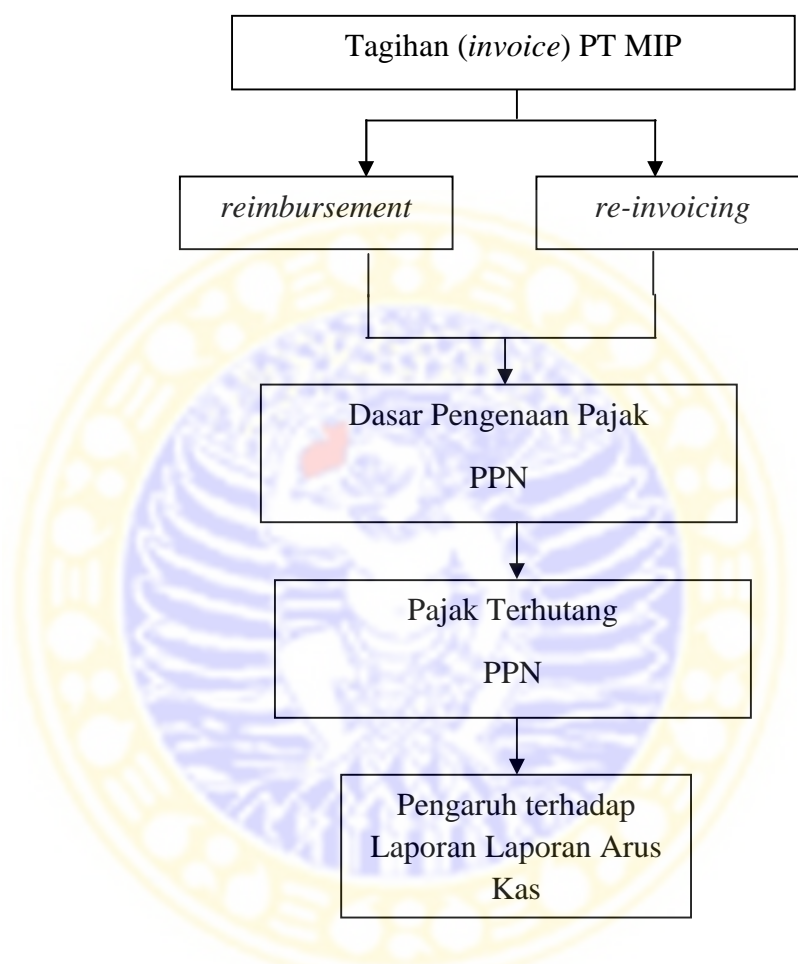 Tagihan (invoice) PT MIP
reimbursement
re-invoicing
Dasar Pengenaan Pajak
PPN
Pajak Terhutang
PPN
Pengaruh terhadap
Laporan Laporan Arus
Kas